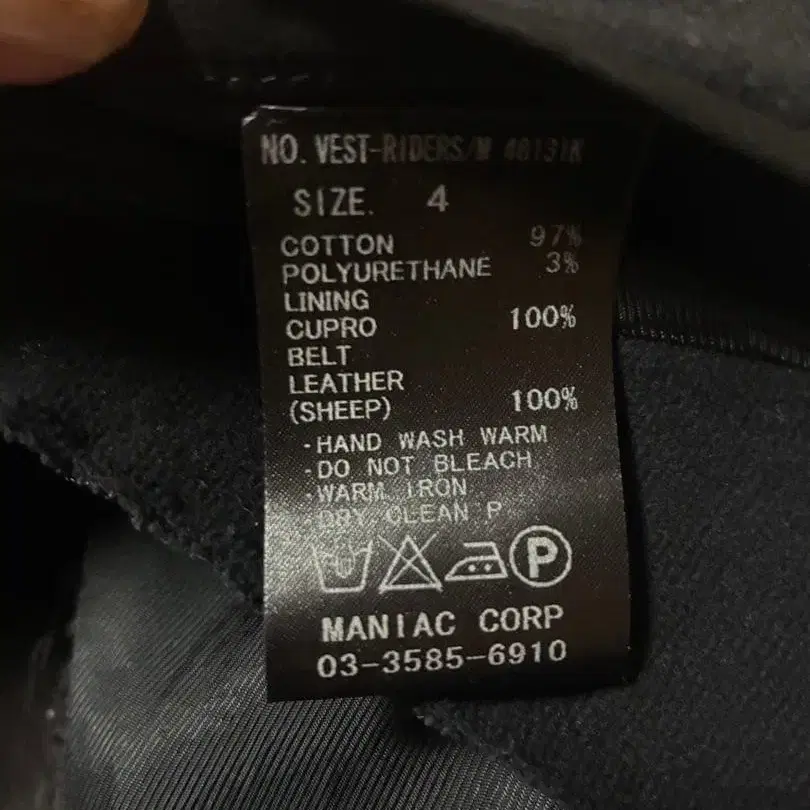 NO. VEST-RIDERS/M 48131K
SIZE. 4
COTTON 97%
POLYURETHANE 3%
LINING
CUPRO 100%
BELT
LEATHER
(SHEEP) 100%
·HAND WASH WARM
·DO NOT BLEACH
·WARM IRON
·DRY CLEAN P
P
MANIAC CORP
03-3585-6910